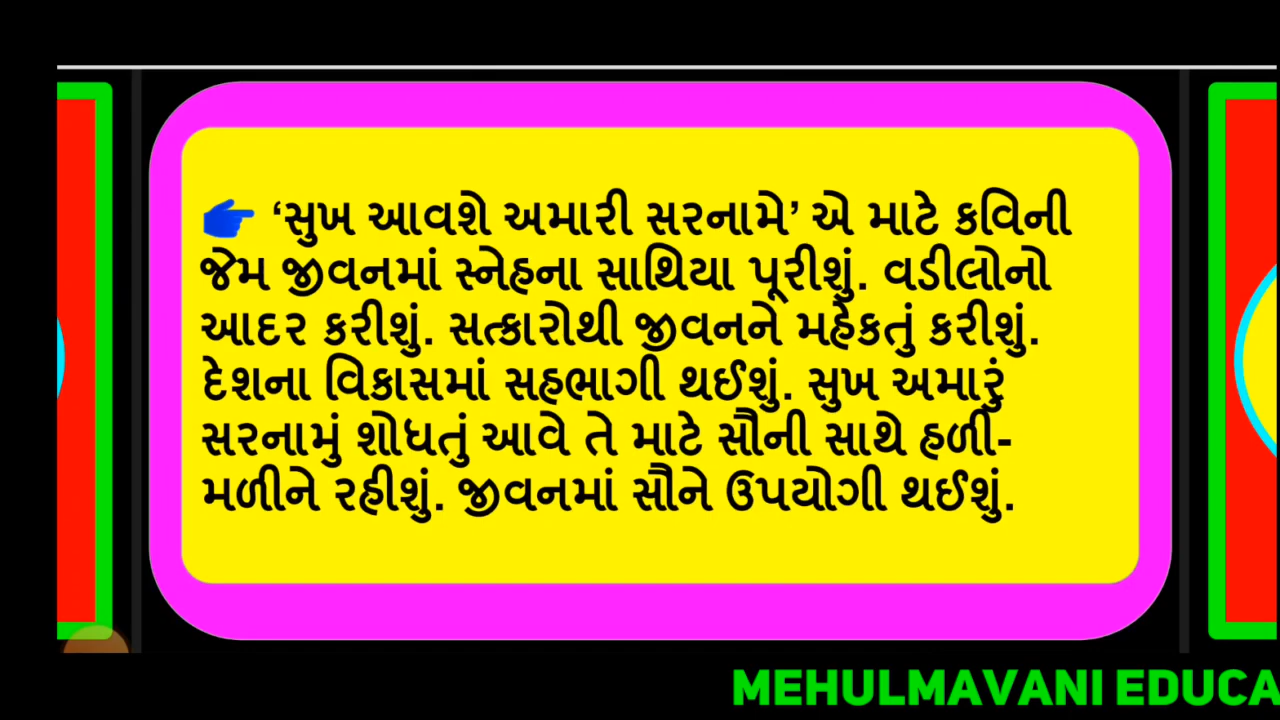 👉 ‘સુખ આવશે અમારી સરનામે’ એ માટે કવિની
જેમ જીવનમાં સ્નેહના સાથિયા પૂરીશું. વડીલોનો
આદર કરીશું. સત્કારોથી જીવનને મહેકતું કરીશું.
દેશના વિકાસમાં સહભાગી થઈશું. સુખ અમારું
સરનામું શોધતું આવે તે માટે સૌની સાથે હળી-
મળીને રહીશું. જીવનમાં સૌને ઉપયોગી થઈશું.
MEHULMAVANI EDUCA